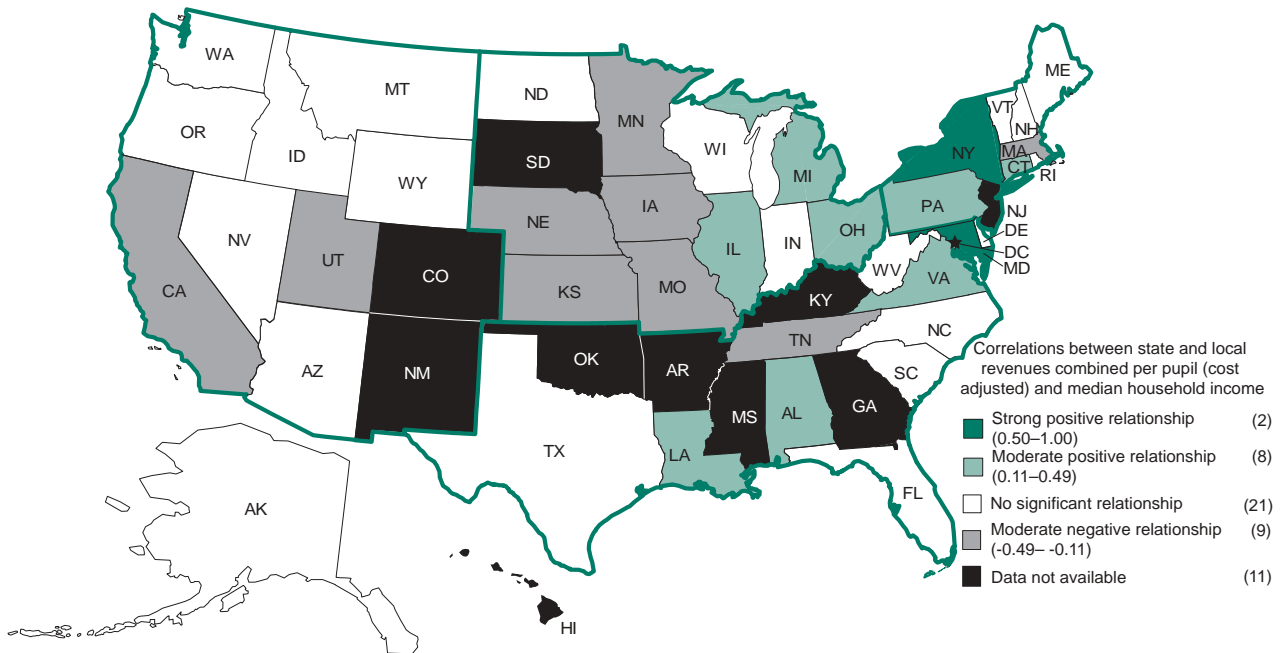 WA
ME
MT
ND
VT
MN
OR
NH
ID
WI
NY
MA
SD
MI
CT
RI
WY
PA
NJ
IA
NE
DE
NV
OH
IN
IL
DC
UT
WV
MD
CO
VA
CA
KS
MO
KY
NC
TN
OK
AZ
NM
AR
SC
MS
AL
GA
TX
LA
FL
AK
HI
Correlations between state and local
revenues combined per pupil (cost
adjusted) and median household income
Strong positive relationship (2)
(0.50–1.00)
Moderate positive relationship (8)
(0.11–0.49)
No significant relationship (21)
Moderate negative relationship (9)
(-0.49– -0.11)
Data not available (11)